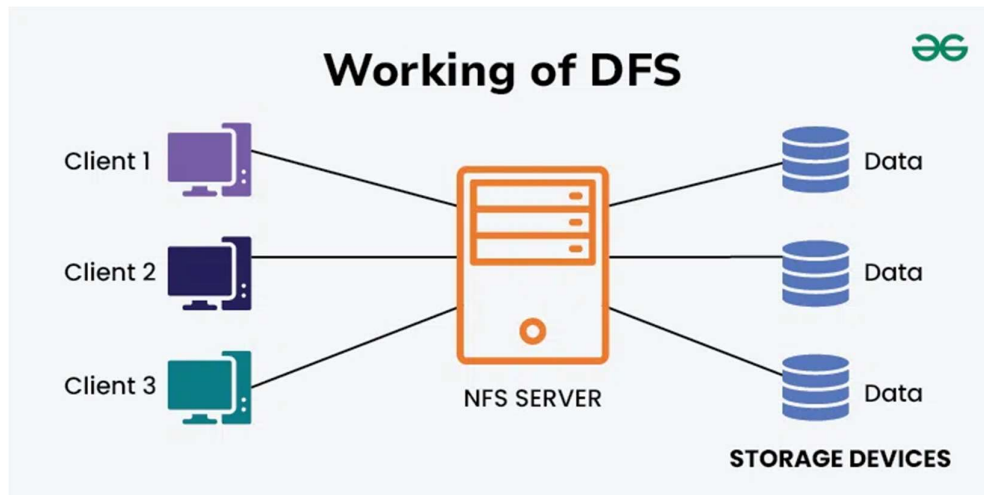 Working of DFS
Client 1
Data
Client 2
Data
Client 3
NFS SERVER
Data
STORAGE DEVICES